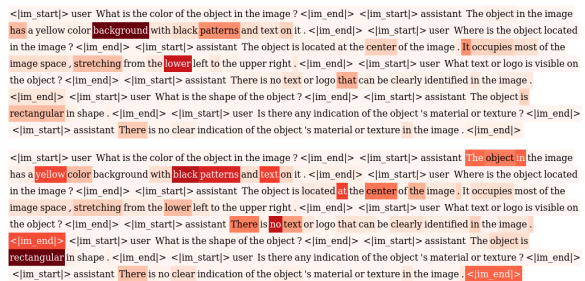 <|im_start|> user What is the color of the object in the image ? <|im_end|> <|im_start|> assistant The object in the image
has a yellow color background with black patterns and text on it . <|im_end|> <|im_start|> user Where is the object located
in the image ? <|im_end|> <|im_start|> assistant The object is located at the center of the image . It occupies most of the
image space , stretching from the lower left to the upper right . <|im_end|> <|im_start|> user What text or logo is visible on
the object ? <|im_end|> <|im_start|> assistant There is no text or logo that can be clearly identified in the image .
<|im_end|> <|im_start|> user What is the shape of the object ? <|im_end|> <|im_start|> assistant The object is
rectangular in shape . <|im_end|> <|im_start|> user Is there any indication of the object 's material or texture ? <|im_end|>
<|im_start|> assistant There is no clear indication of the object 's material or texture in the image . <|im_end|>
<|im_start|> user What is the color of the object in the image ? <|im_end|> <|im_start|> assistant The object in the image
has a yellow color background with black patterns and text on it . <|im_end|> <|im_start|> user Where is the object located
in the image ? <|im_end|> <|im_start|> assistant The object is located at the center of the image . It occupies most of the
image space , stretching from the lower left to the upper right . <|im_end|> <|im_start|> user What text or logo is visible on
the object ? <|im_end|> <|im_start|> assistant There is no text or logo that can be clearly identified in the image .
<|im_end|> <|im_start|> user What is the shape of the object ? <|im_end|> <|im_start|> assistant The object is
rectangular in shape . <|im_end|> <|im_start|> user Is there any indication of the object 's material or texture ? <|im_end|>
<|im_start|> assistant There is no clear indication of the object 's material or texture in the image . <|im_end|>